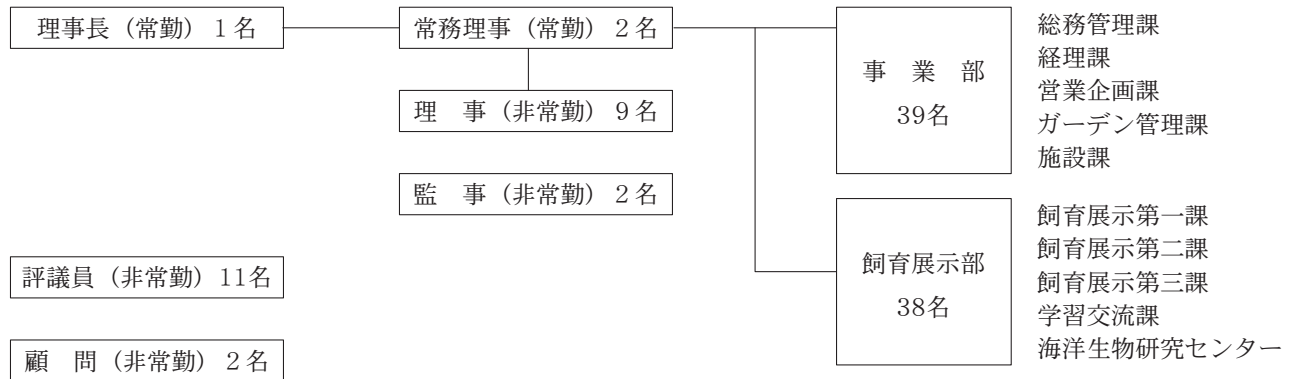 理事長（常勤） 1名
常務理事（常勤） 2名
理　事（非常勤） 9名
監　事（非常勤） 2名
評議員（非常勤） 11名
顧　問（非常勤） 2名
事　業　部
39名
総務管理課
経理課
営業企画課
ガーデン管理課
施設課
飼育展示部
38名
飼育展示第一課
飼育展示第二課
飼育展示第三課
学習交流課
海洋生物研究センター